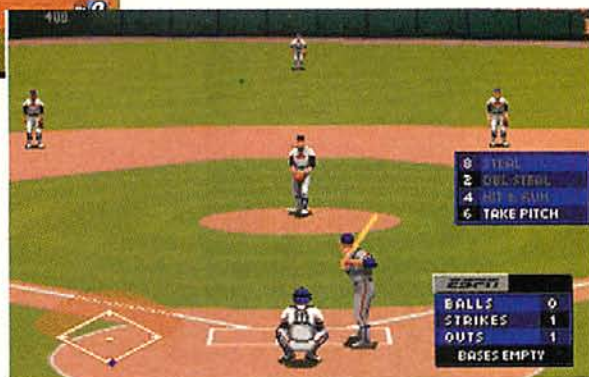 400
8 STEAL
2 DBL STEAL
4 HIT & RUN
6 TAKE PITCH
ESPN
BALLS 0
STRIKES 1
OUTS 1
BASES EMPTY